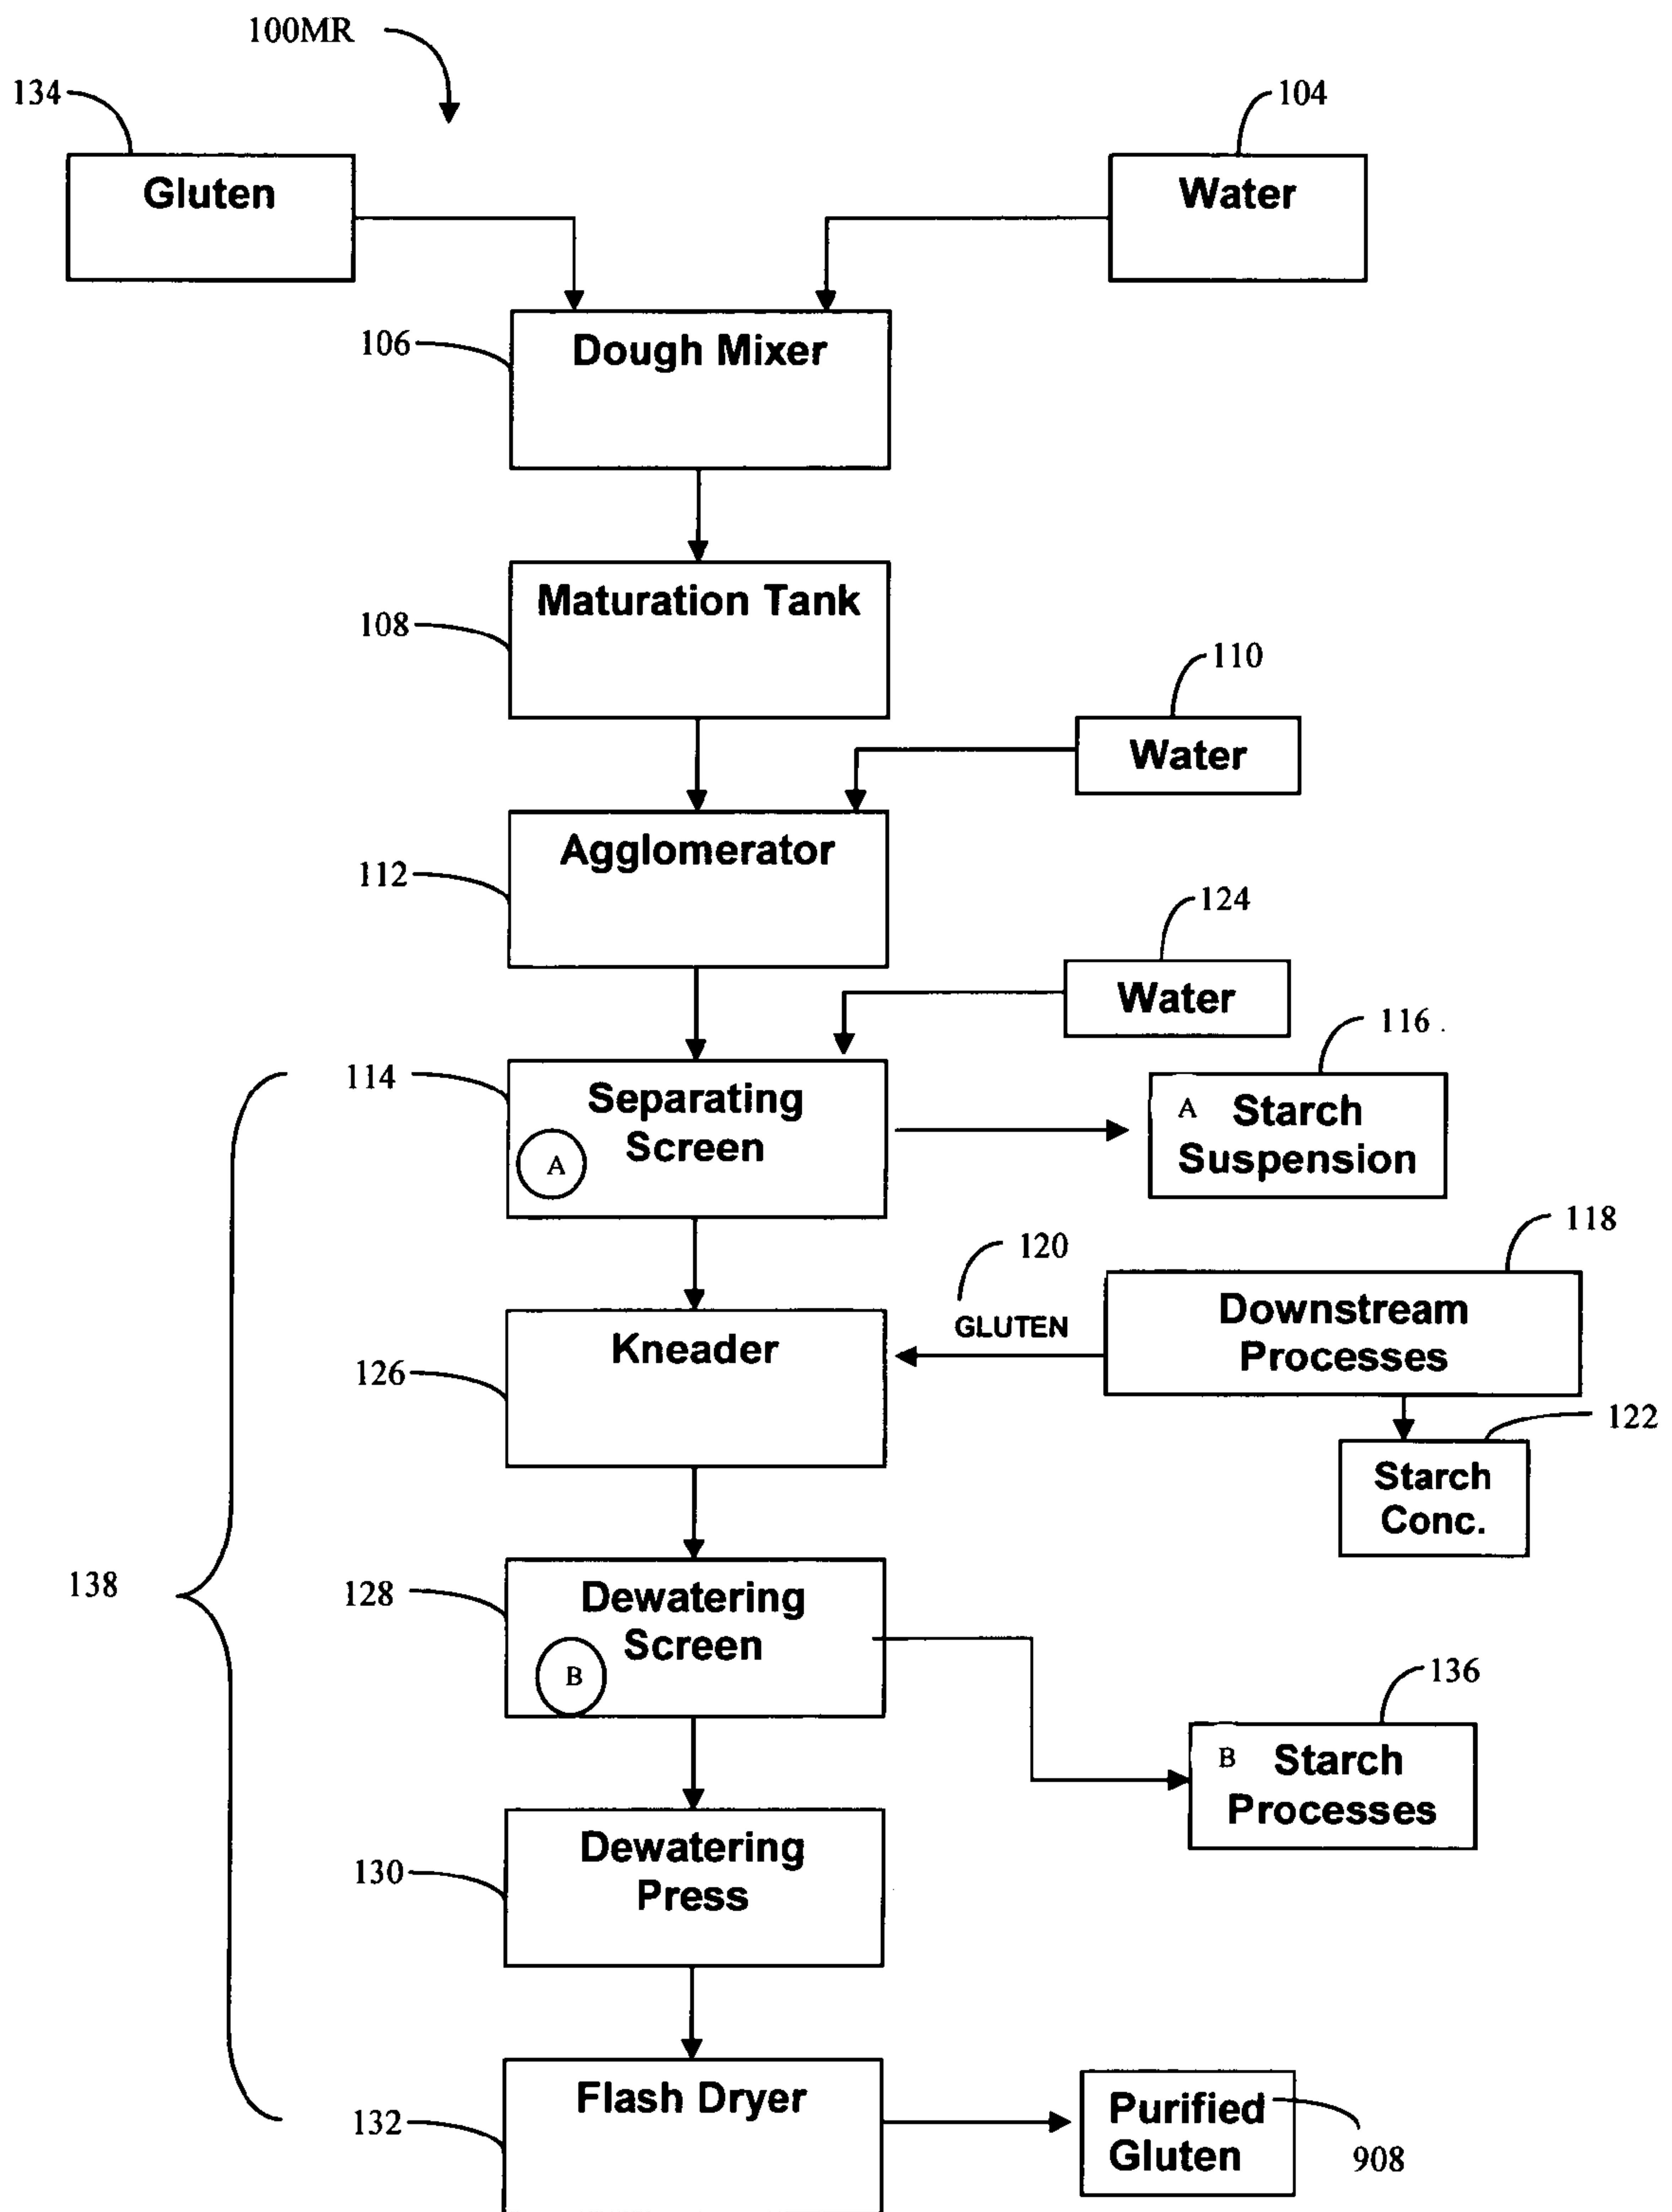 100MR
134
104
Gluten
Water
106
Dough Mixer
108
Maturation Tank
110
Water
112
Agglomerator
124
Water
116 .
114
Separating
Screen
A
A Starch
Suspension
118
120
GLUTEN
Downstream
Processes
126
Kneader
122
Starch
Conc.
138
128
Dewatering
Screen
B
136
B Starch
Processes
130
Dewatering
Press
132
Flash Dryer
Purified
Gluten
908